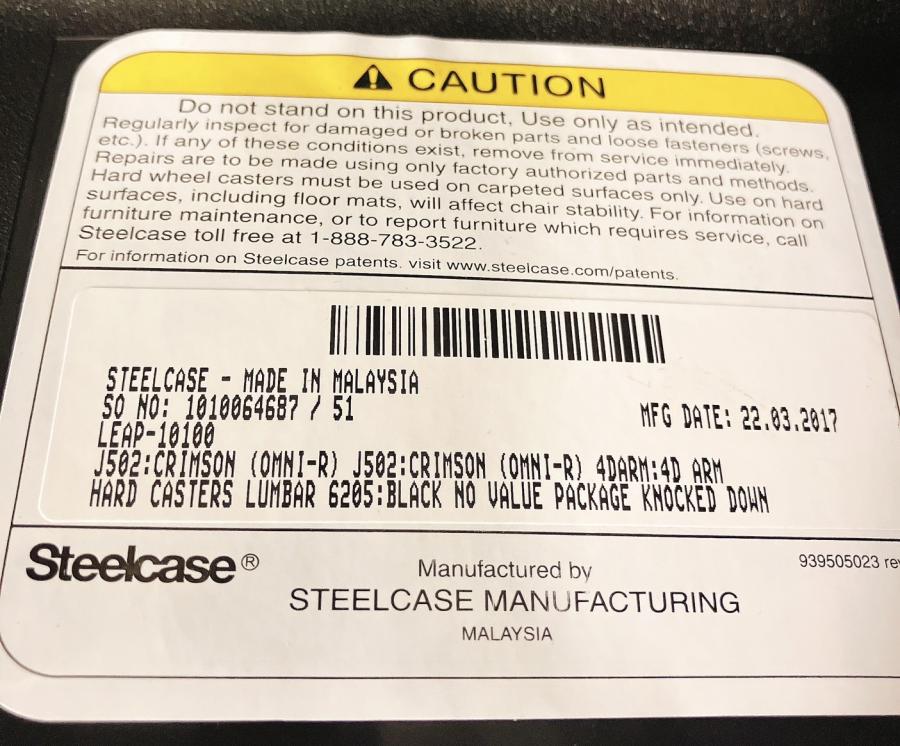 CAUTION
Do not stand on this product, Use only as intended.
Regularly inspect for damaged or broken parts and loose fasteners (screws,
etc.). If any of these conditions exist, remove from service immediately.
Repairs are to be made using only factory authorized parts and methods.
Hard wheel casters must be used on carpeted surfaces only. Use on hard
surfaces, including floor mats, will affect chair stability. For information on
furniture maintenance, or to report furniture which requires service, call
Steelcase toll free at 1-888-783-3522.
For information on Steelcase patents. visit www.steelcase.com/patents.
STEELCASE - MADE IN MALAYSIA
SO NO: 1010064687 / 51
MFG DATE: 22.03.2017
LEAP-10100
J502:CRIMSON (OMNI-R) J502:CRIMSON (OMNI-R) 4DARM:4D ARM
HARD CASTERS LUMBAR 6205:BLACK NO VALUE PACKAGE KNOCKED DOWN
Steelcase®
939505023 re
Manufactured by
STEELCASE MANUFACTURING
MALAYSIA